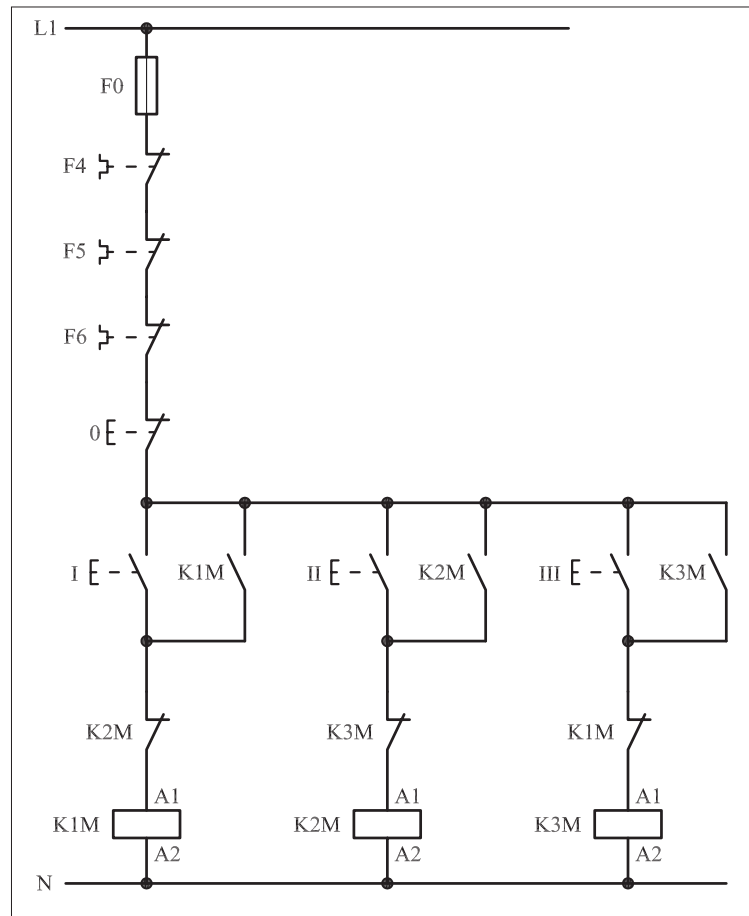 L1
F0
F4
F5
F6
0
I K1M II K2M III K3M
K2M K3M K1M
A1 A1 A1
K1M K2M K3M
A2 A2 A2
N